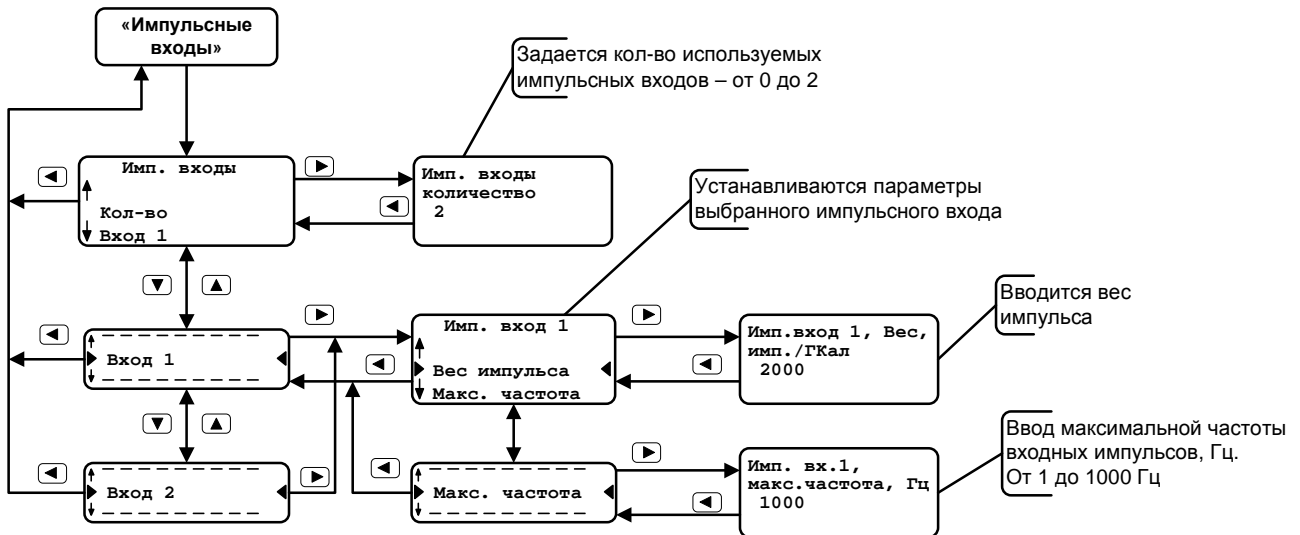 «Импульсные
входы»
Задается кол-во используемых
импульсных входов – от 0 до 2
Имп. входы
Кол-во
Вход 1
Имп. входы
количество
2
Устанавливаются параметры
выбранного импульсного входа
Вход 1
Имп. вход 1
Вес импульса
Макс. частота
Имп.вход 1, Вес,
имп./ГКал
2000
Вводится вес
импульса
Вход 2
Макс. частота
Имп. вх.1,
макс.частота, Гц
1000
Ввод максимальной частоты
входных импульсов, Гц.
От 1 до 1000 Гц